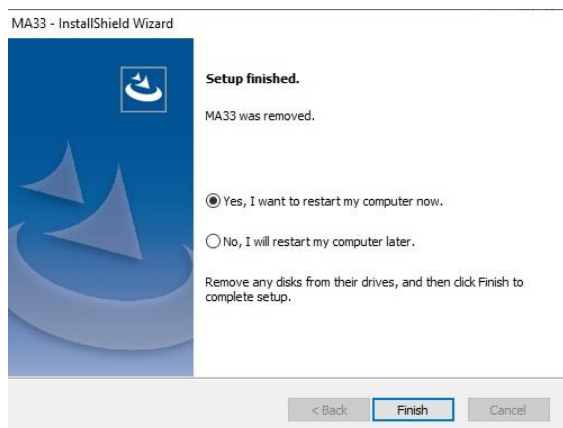 MA33 - InstallShield Wizard
Setup finished.
MA33 was removed.
Yes, I want to restart my computer now.
No, I will restart my computer later.
Remove any disks from their drives, and then click Finish to
complete setup.
< Back Finish Cancel